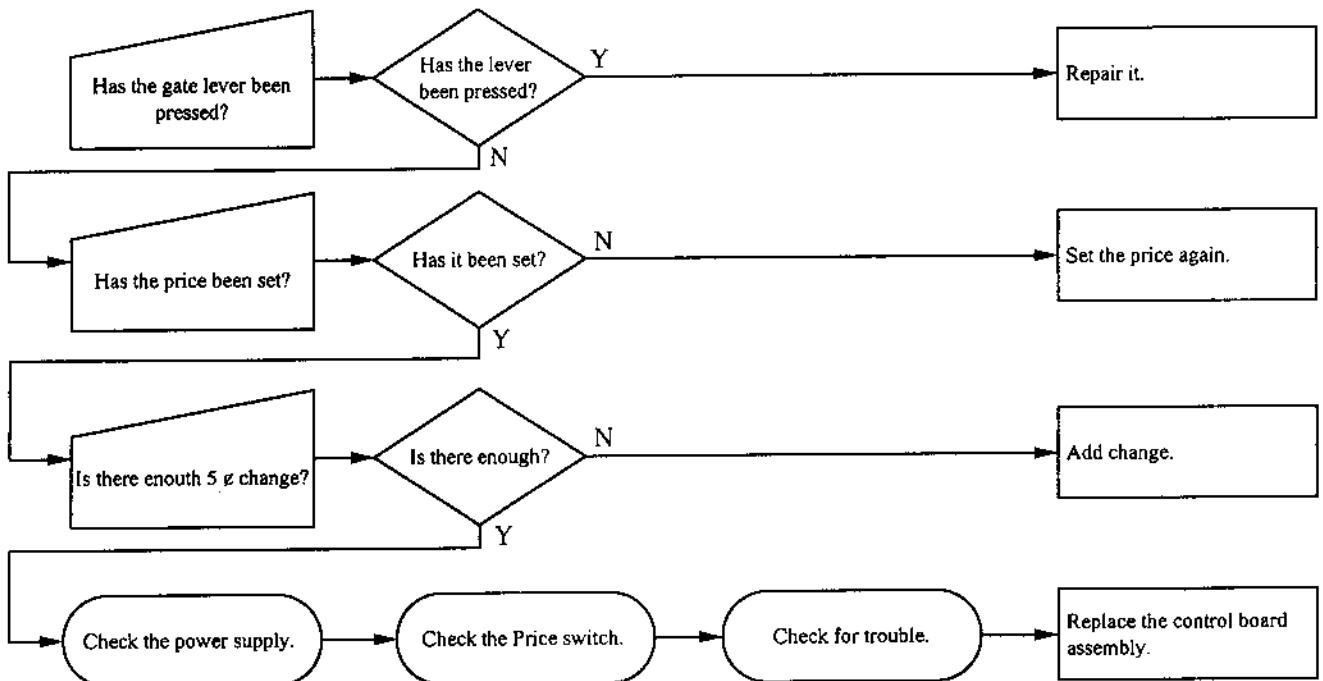 Has the gate lever been
pressed?
Has the lever
been pressed?
Y
Repair it.
N
Has the price been set?
Has it been set?
N
Set the price again.
Y
Is there enouth 5 ¢ change?
Is there enough?
N
Add change.
Y
Check the power supply.
Check the Price switch.
Check for trouble.
Replace the control board
assembly.